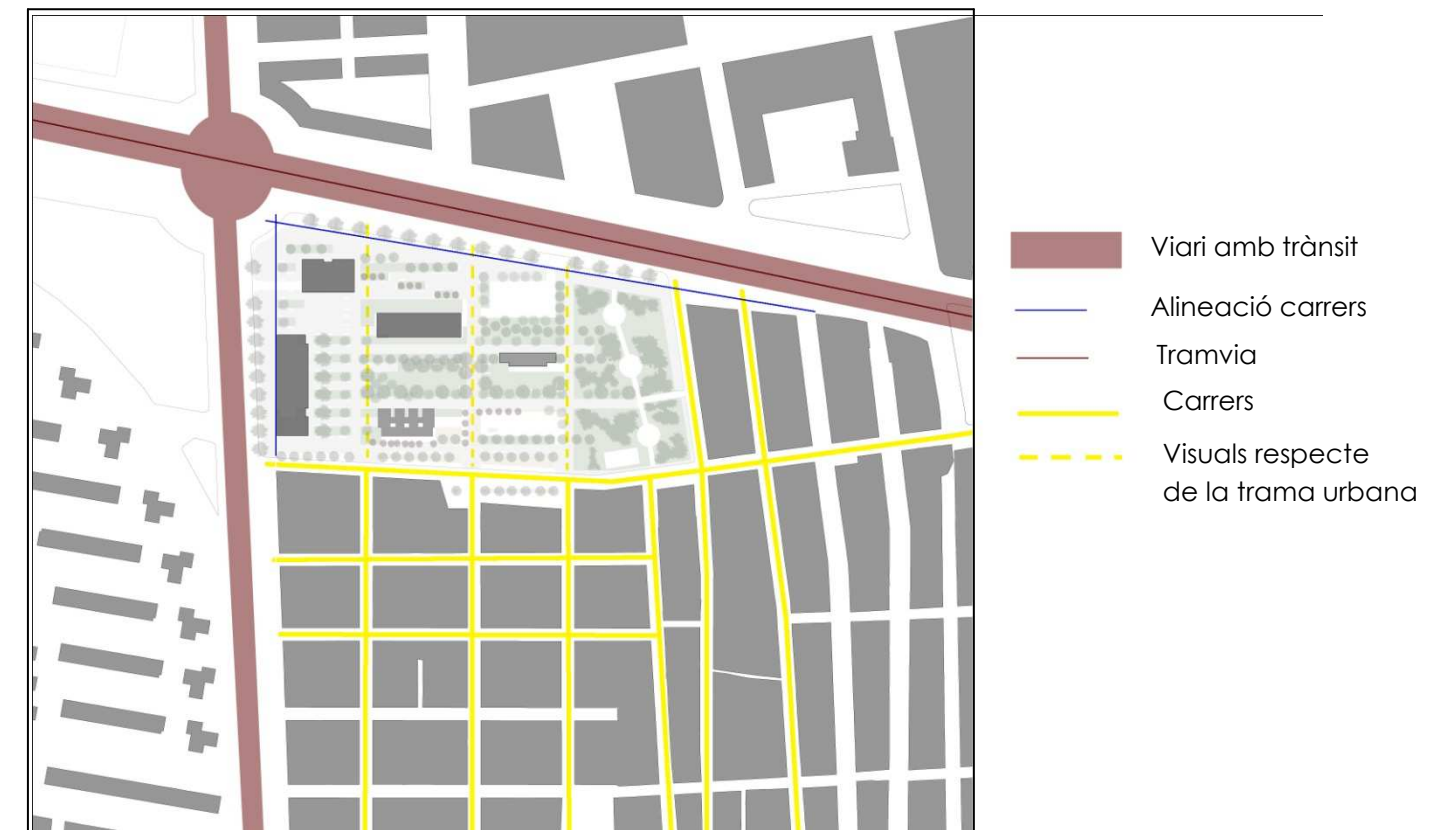 Viari amb trànsit
Alineació carrers
Tramvia
Carrers
Visuals respecte
de la trama urbana